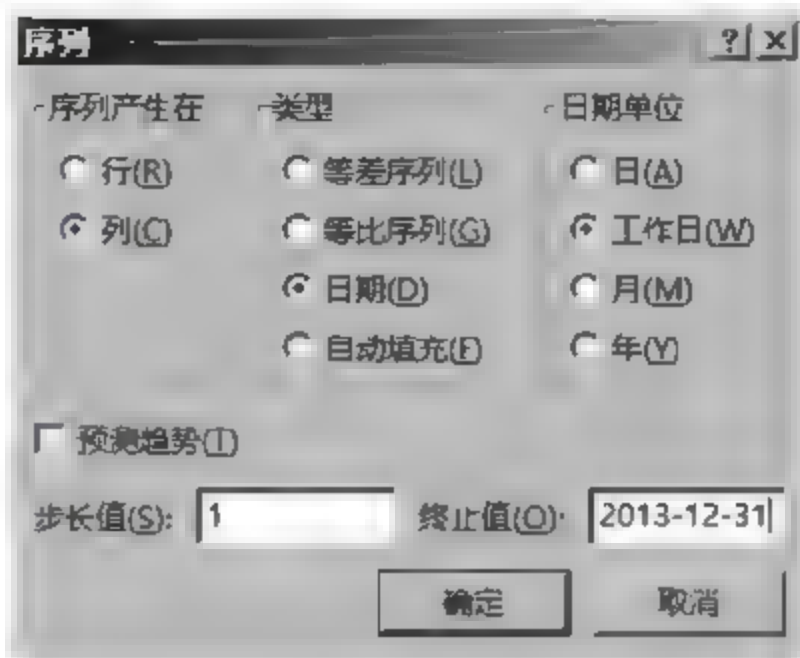 序列
序列产生在 类型 日期单位
行(R) 等差序列(L) 日(A)
列(C) 等比序列(G) 工作日(W)
日期(D) 月(M)
自动填充(F) 年(Y)
预测趋势(T)
步长值(S): 1 终止值(O): 2013-12-31
确定 取消